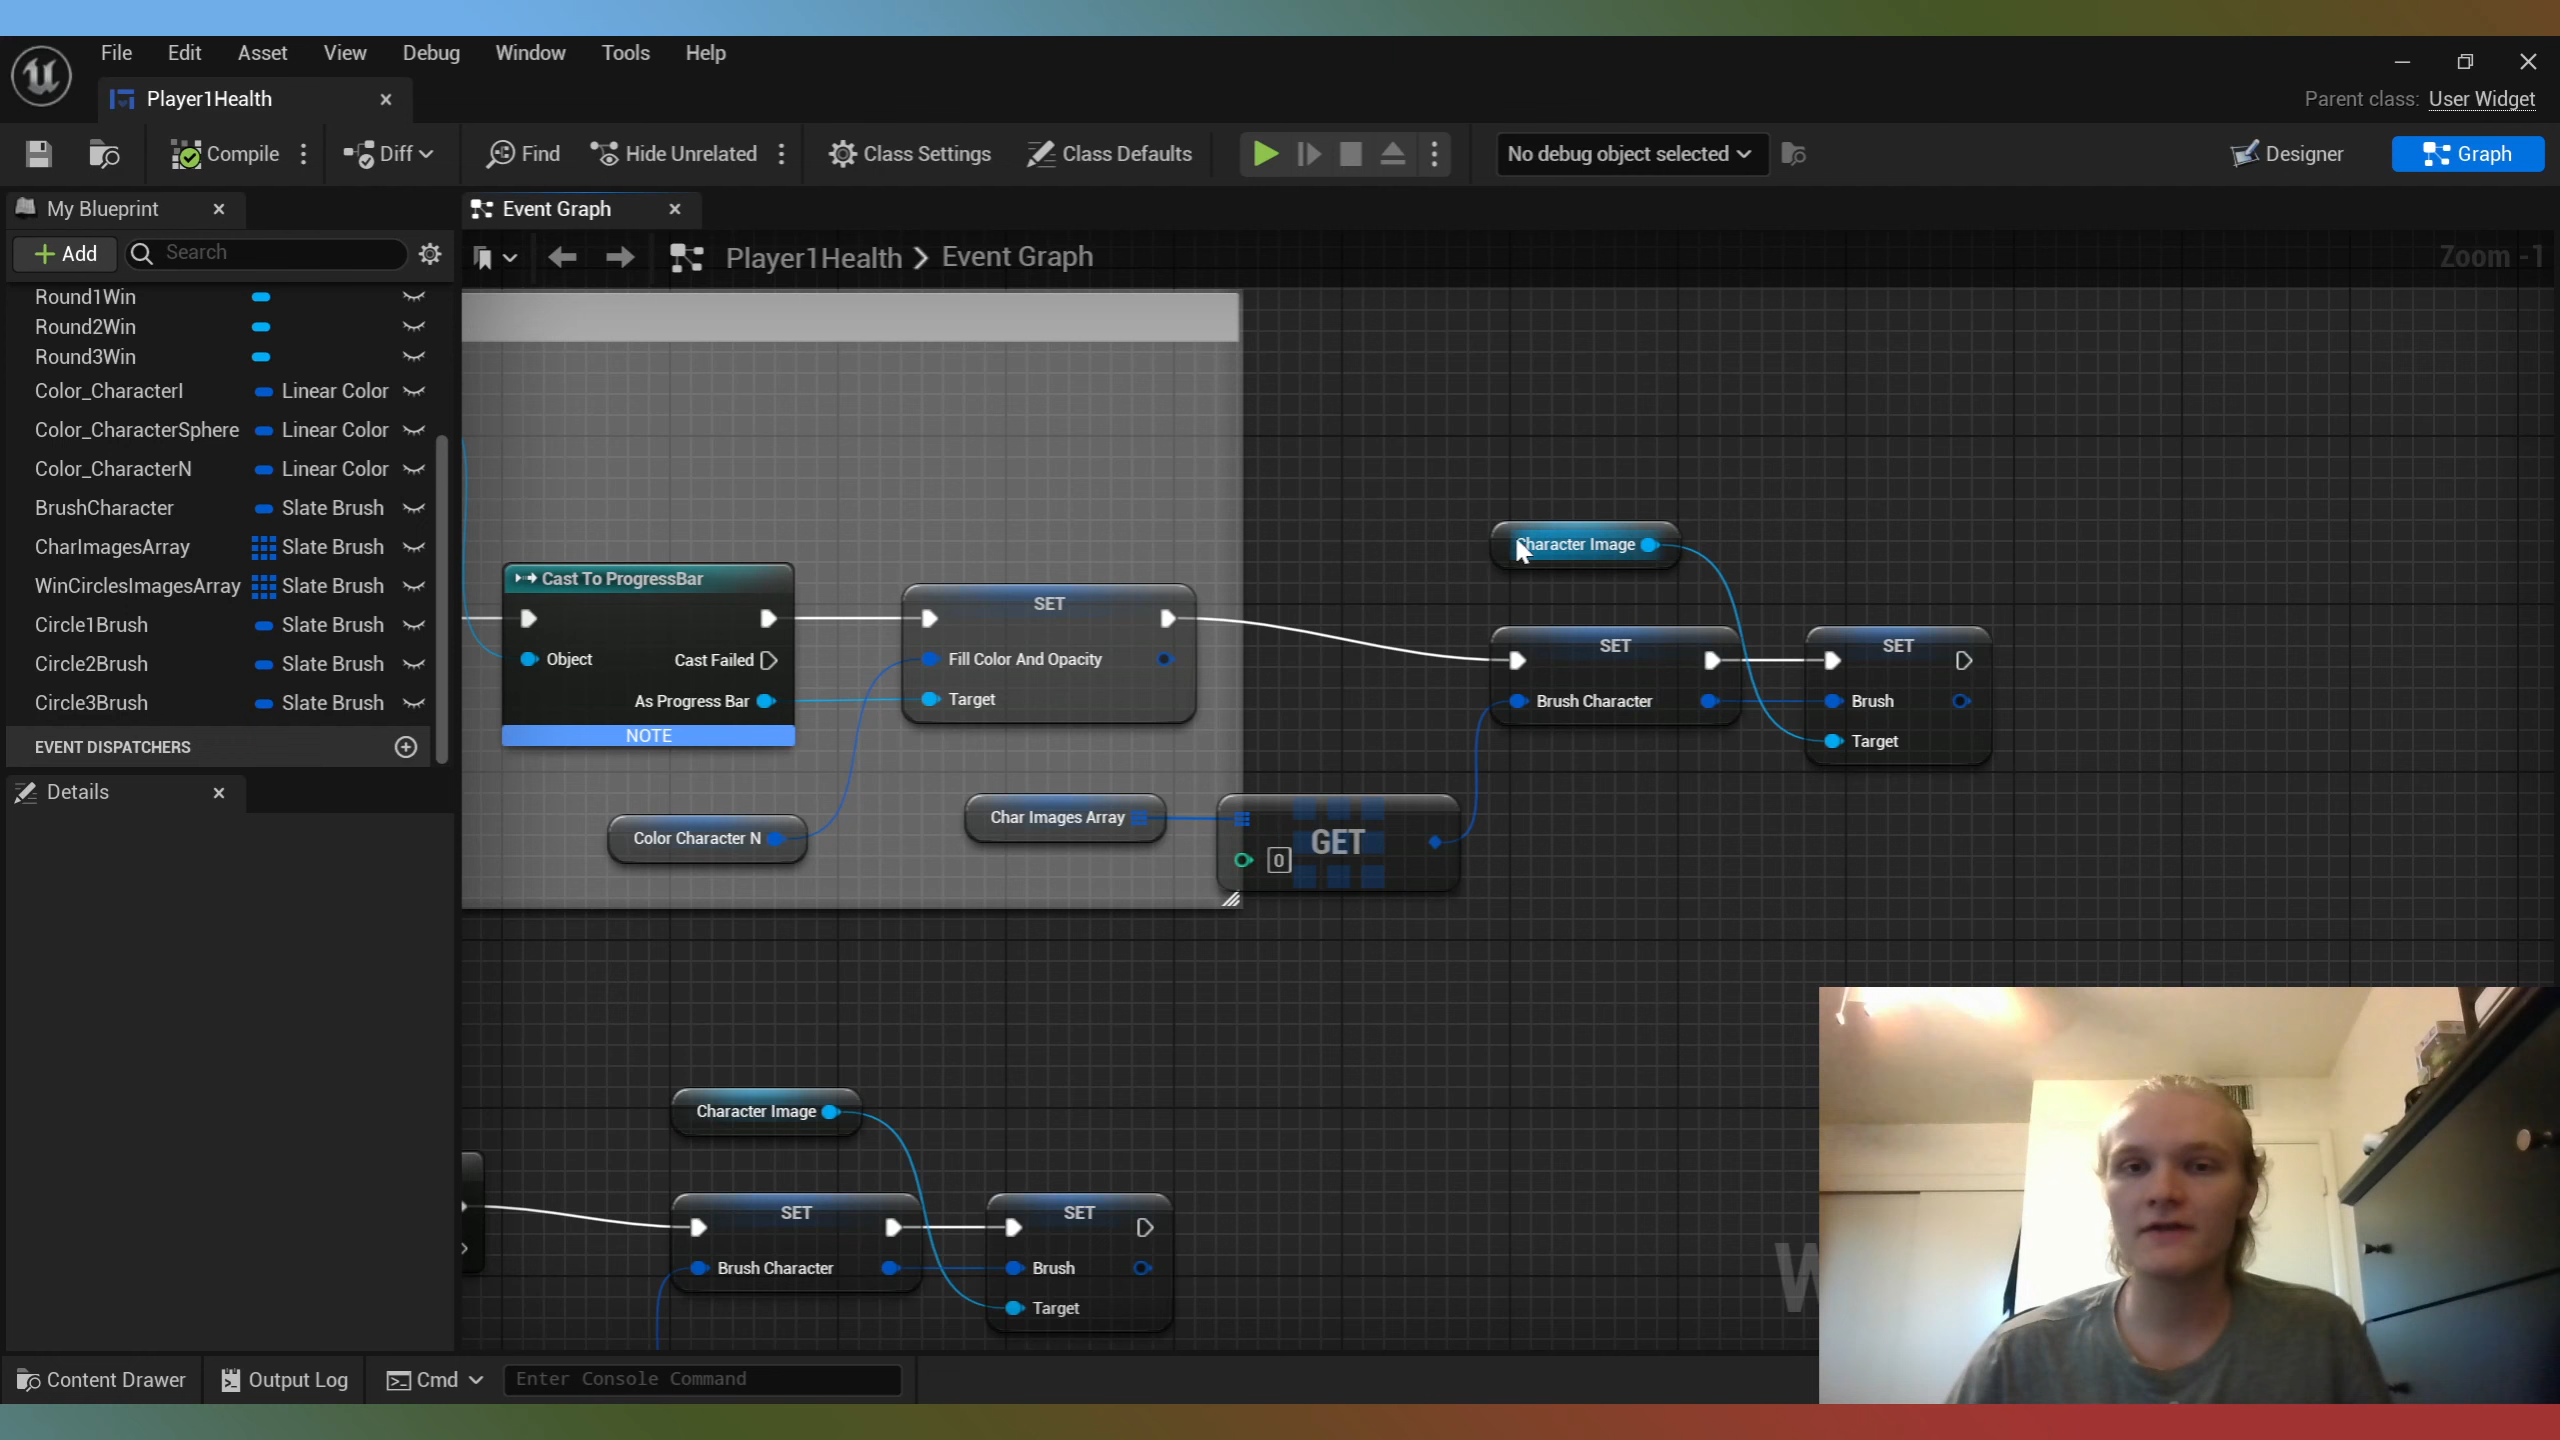 File Edit Asset View Debug Window Tools Help
Player1Health
Parent class: User Widget
Compile Diff Find Hide Unrelated Class Settings Class Defaults No debug object selected Designer Graph
My Blueprint
Event Graph
Add Search
Player1Health > Event Graph
Zoom -1
Round1Win
Round2Win
Round3Win
Color_CharacterI Linear Color
Color_CharacterSphere Linear Color
Color_CharacterN Linear Color
BrushCharacter Slate Brush
CharImagesArray Slate Brush
WinCirclesImagesArray Slate Brush
Circle1Brush Slate Brush
Circle2Brush Slate Brush
Circle3Brush Slate Brush
EVENT DISPATCHERS
Details
Cast To ProgressBar
Object Cast Failed
As Progress Bar
NOTE
SET
Fill Color And Opacity
Target
Color Character N
Char Images Array
0 GET
Character Image
SET
Brush Character
SET
Brush
Target
Character Image
SET
Brush Character
SET
Brush
Target
Content Drawer Output Log Cmd Enter Console Command